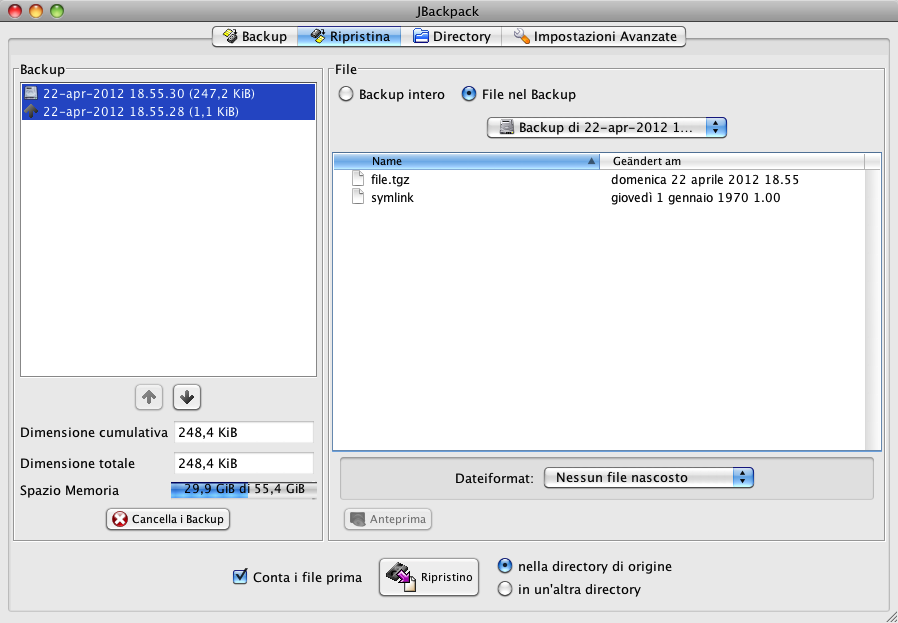 JBackpack
Backup Ripristina Directory Impostazioni Avanzate
Backup
22-apr-2012 18.55.30 (247,2 KiB)
22-apr-2012 18.55.28 (1,1 KiB)
Dimensione cumulativa 248,4 KiB
Dimensione totale 248,4 KiB
Spazio Memoria 29,9 GiB di 55,4 GiB
Cancella i Backup
File
Backup intero File nel Backup
Backup di 22-apr-2012 1...
Name Geändert am
file.tgz domenica 22 aprile 2012 18.55
symlink giovedì 1 gennaio 1970 1.00
Dateiformat: Nessun file nascosto
Anteprima
Conta i file prima
Ripristino
nella directory di origine
in un'altra directory